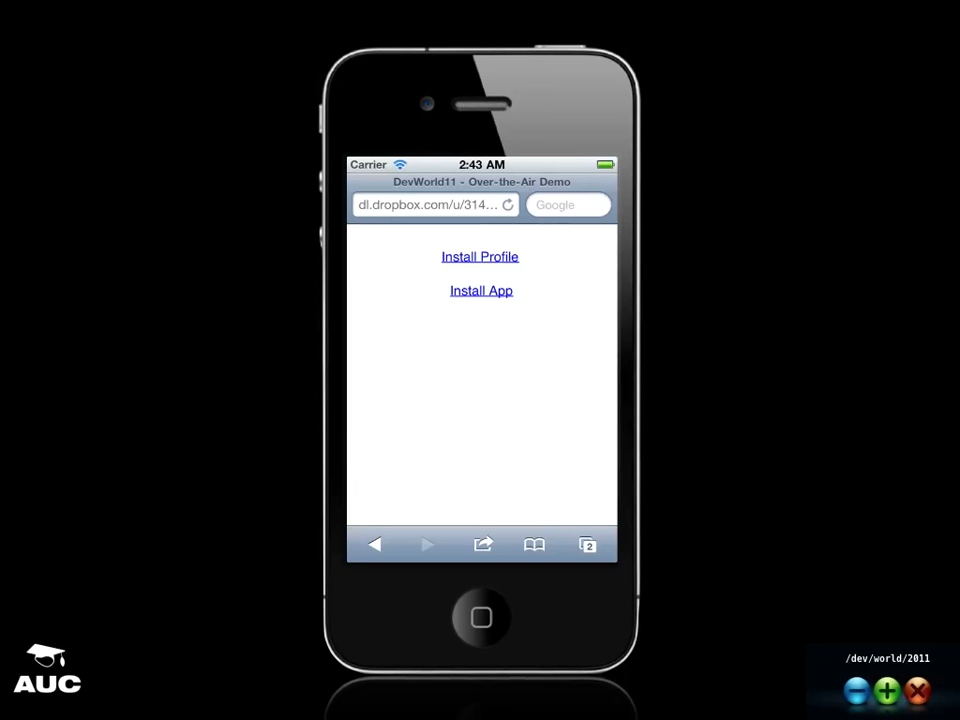 Carrier 2:43 AM
DevWorld11 - Over-the-Air Demo
dl.dropbox.com/u/314... Google
Install Profile
Install App
2
AUC
/dev/world/2011